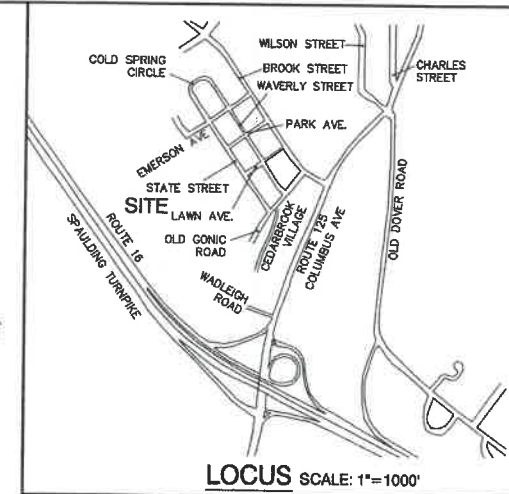 WILSON STREET
COLD SPRING
CIRCLE
BROOK STREET
WAVERLY STREET
CHARLES
STREET
PARK AVE.
EMERSON AVE
STATE STREET
SITE
LAWN AVE.
OLD GONIC
ROAD
CEDARBROOK
VILLAGE
ROUTE 125
COLUMBUS AVE
OLD DOVER ROAD
ROUTE 16
SPAULDING TURNPIKE
WADLEIGH
ROAD
LOCUS SCALE: 1"=1000'